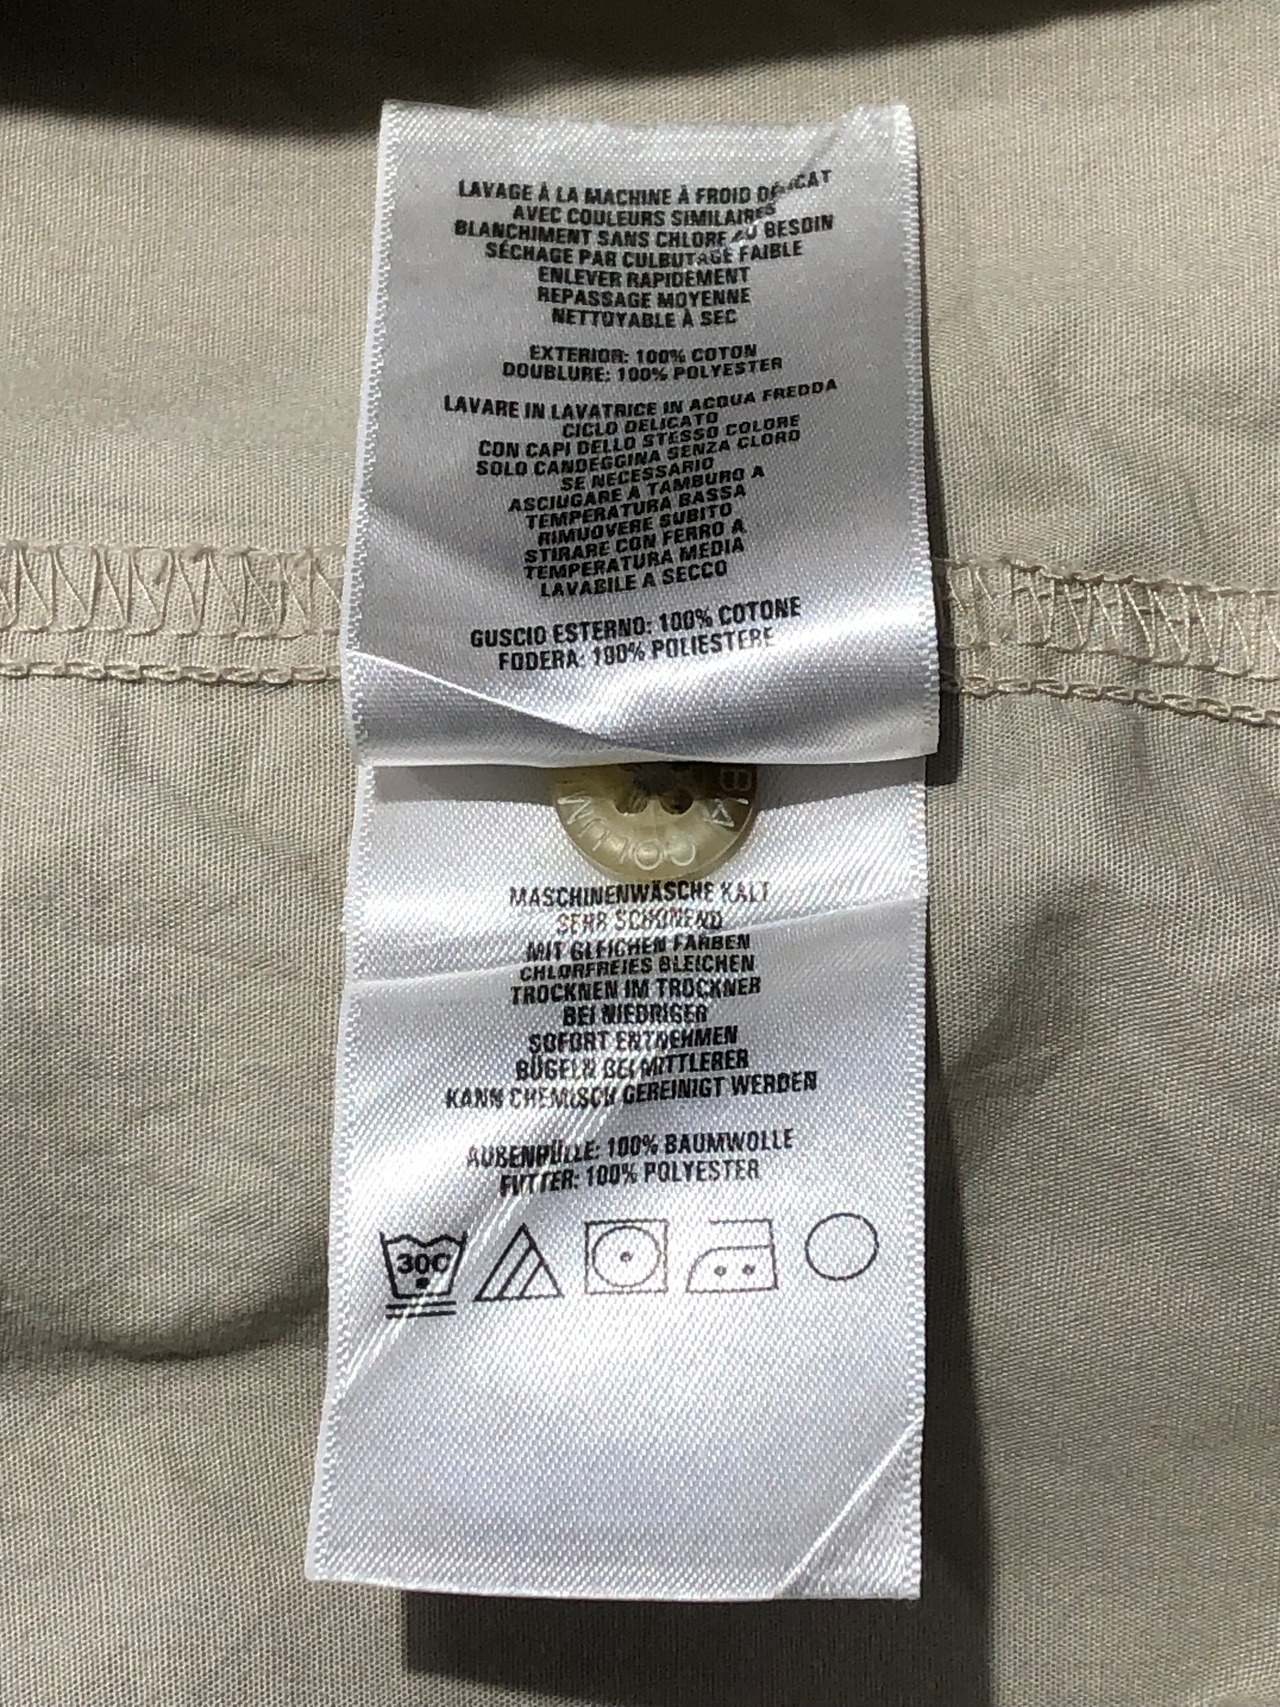 LAVAGE À LA MACHINE À FROID DÉLICAT
AVEC COULEURS SIMILAIRES
BLANCHIMENT SANS CHLORE AU BESOIN
SÉCHAGE PAR CULBUTAGE FAIBLE
ENLEVER RAPIDEMENT
REPASSAGE MOYENNE
NETTOYABLE À SEC
EXTERIOR: 100% COTON
DOUBLURE: 100% POLYESTER
LAVARE IN LAVATRICE IN ACQUA FREDDA
CICLO DELICATO
CON CAPI DELLO STESSO COLORE
SOLO CANDEGGINA SENZA CLORO
SE NECESSARIO
ASCIUGARE A TAMBURO A
TEMPERATURA BASSA
RIMUOVERE SUBITO
STIRARE CON FERRO A
TEMPERATURA MEDIA
LAVABILE A SECCO
GUSCIO ESTERNO: 100% COTONE
FODERA: 100% POLIESTERE
COLUMBIA
MASCHINENWÄSCHE KALT
SEHR SCHONEND
MIT GLEICHEN FARBEN
CHLORFREIES BLEICHEN
TROCKNEN IM TROCKNER
BEI NIEDRIGER
SOFORT ENTNEHMEN
BÜGELN BEI MITTLERER
KANN CHEMISCH GEREINIGT WERDEN
AUßENHÜLLE: 100% BAUMWOLLE
FUTTER: 100% POLYESTER
30C